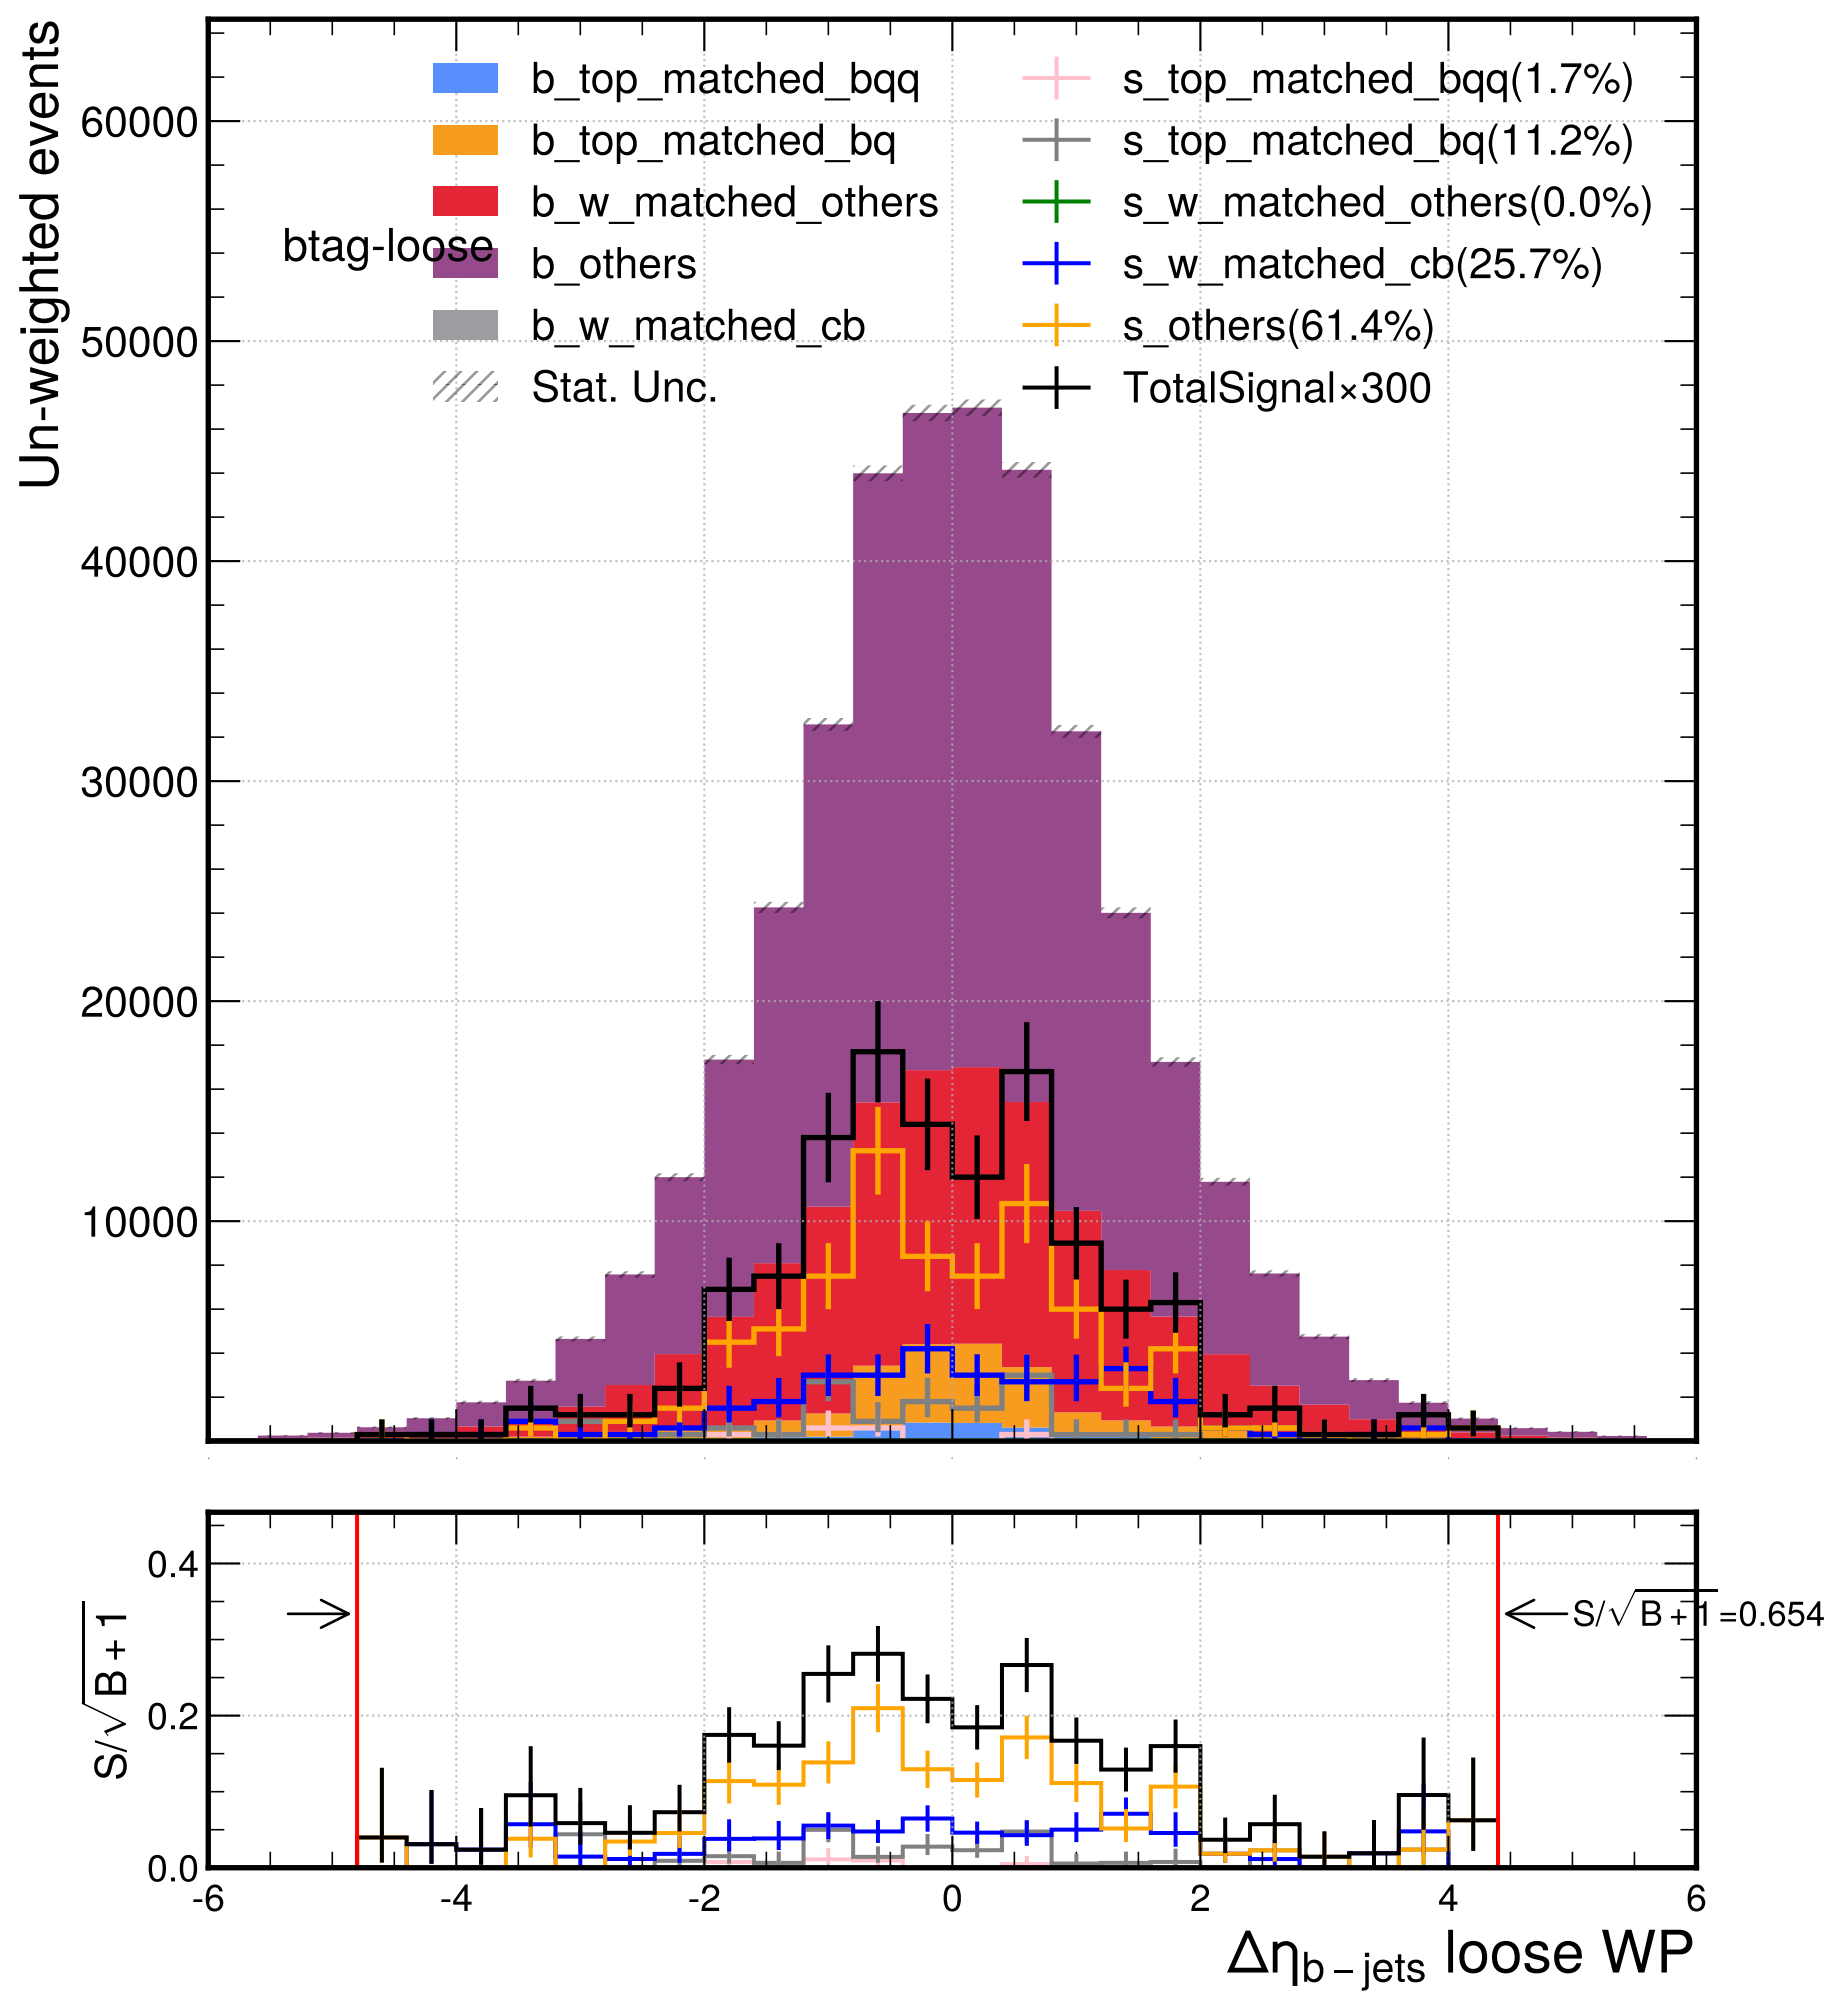 Un-weighted events
60000
50000
40000
30000
20000
10000
btag-loose
b_top_matched_bqq
b_top_matched_bq
b_w_matched_others
b_others
b_w_matched_cb
Stat. Unc.
s_top_matched_bqq(1.7%)
s_top_matched_bq(11.2%)
s_w_matched_others(0.0%)
s_w_matched_cb(25.7%)
s_others(61.4%)
TotalSignal×300
S/√B+1
0.4
0.2
0.0
S/√B+1=0.654
-6 -4 -2 0 2 4 6
Δηb−jets loose WP